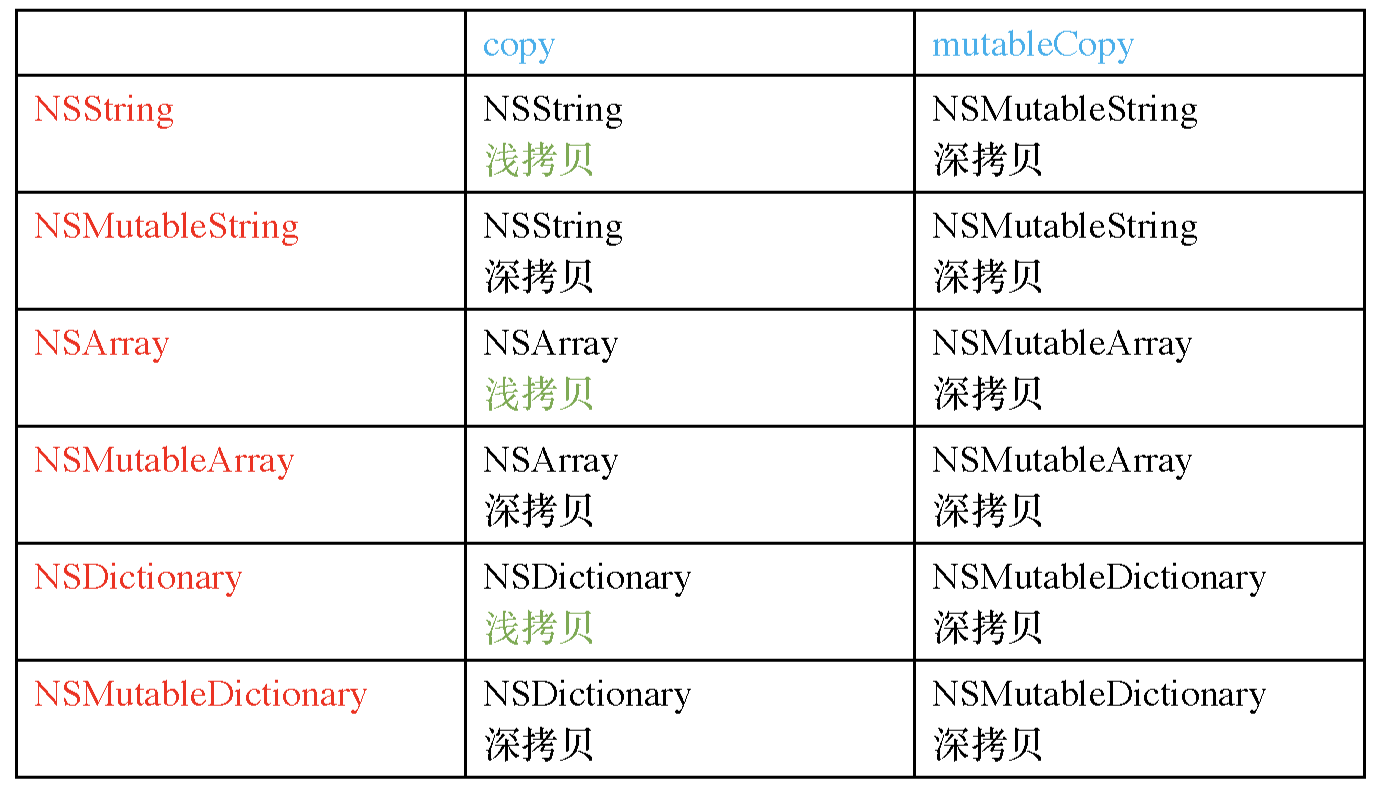 copy mutableCopy
NSString NSString NSMutableString
浅拷贝 深拷贝
NSMutableString NSString NSMutableString
深拷贝 深拷贝
NSArray NSArray NSMutableArray
浅拷贝 深拷贝
NSMutableArray NSArray NSMutableArray
深拷贝 深拷贝
NSDictionary NSDictionary NSMutableDictionary
浅拷贝 深拷贝
NSMutableDictionary NSDictionary NSMutableDictionary
深拷贝 深拷贝